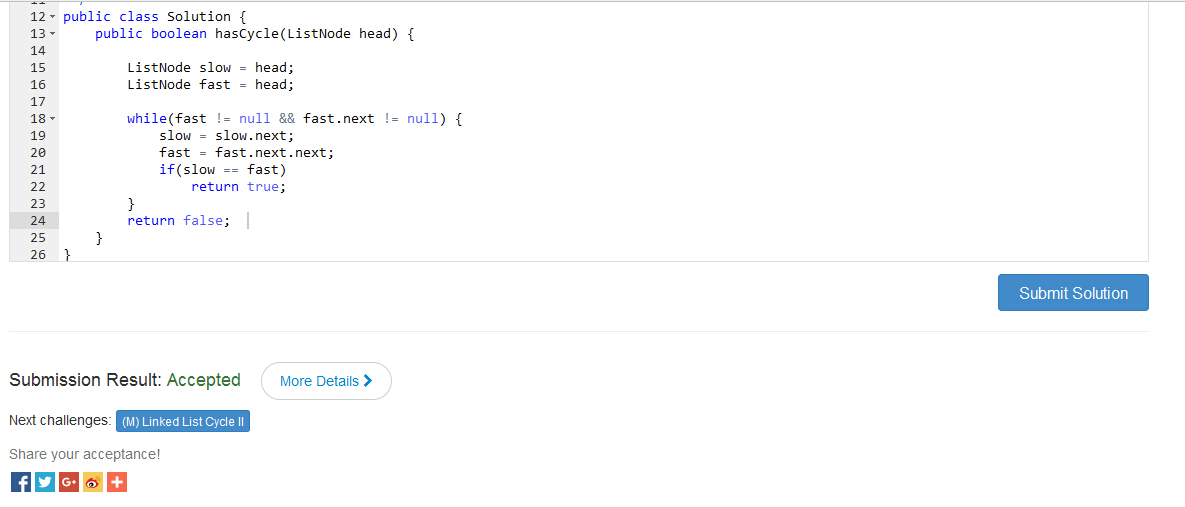 12 public class Solution {
13 public boolean hasCycle(ListNode head) {
14
15 ListNode slow = head;
16 ListNode fast = head;
17
18 while(fast != null && fast.next != null) {
19 slow = slow.next;
20 fast = fast.next.next;
21 if(slow == fast)
22 return true;
23 }
24 return false;
25 }
26 }
Submit Solution
Submission Result: Accepted More Details
Next challenges: (M) Linked List Cycle II
Share your acceptance!
f G+ +